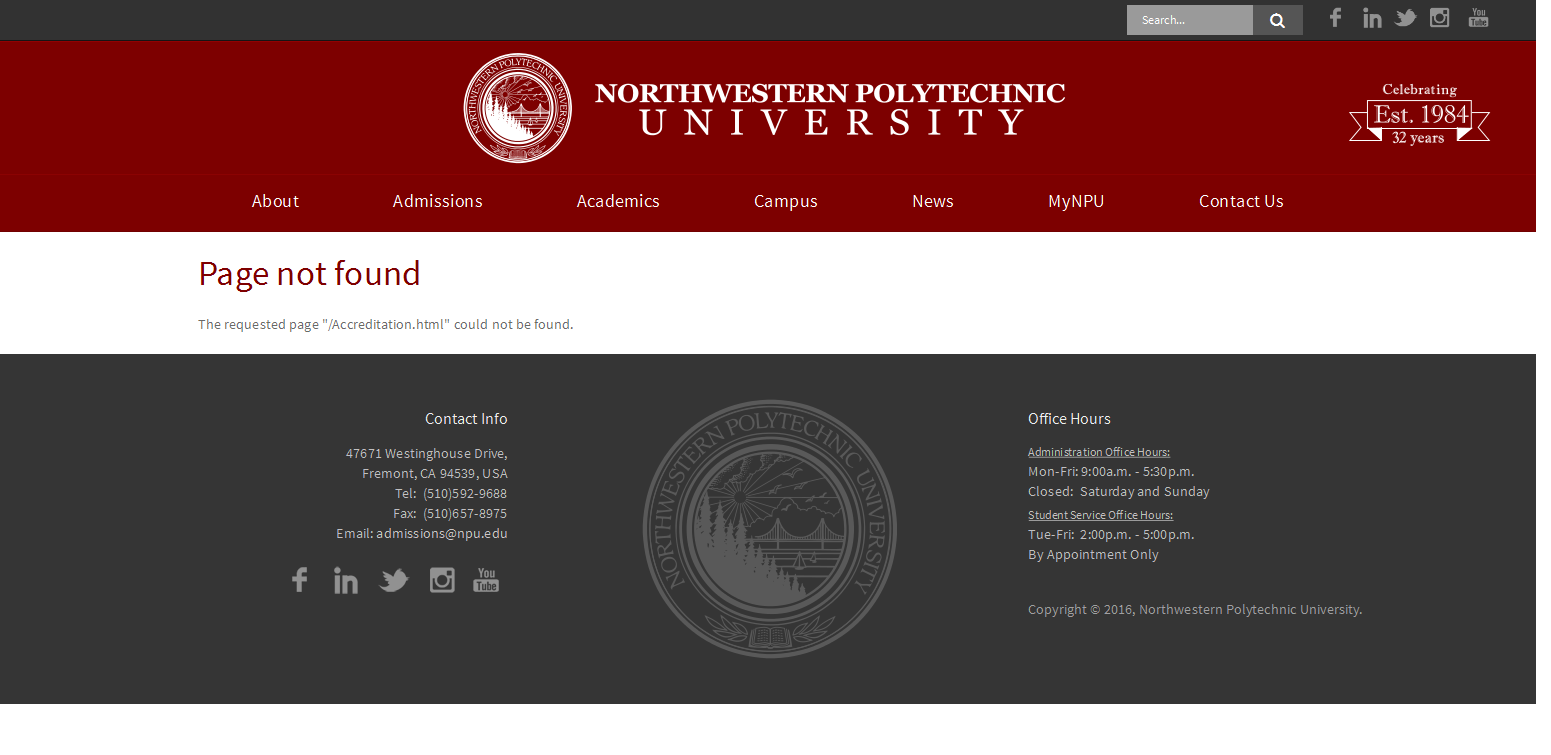 Search...
You
Tube
NORTHWESTERN POLYTECHNIC UNIVERSITY
NORTHWESTERN POLYTECHNIC
UNIVERSITY
Celebrating
Est. 1984
32 years
About Admissions Academics Campus News MyNPU Contact Us
Page not found
The requested page "/Accreditation.html" could not be found.
Contact Info
47671 Westinghouse Drive,
Fremont, CA 94539, USA
Tel: (510)592-9688
Fax: (510)657-8975
Email: admissions@npu.edu
You
Tube
NORTHWESTERN POLYTECHNIC UNIVERSITY
Office Hours
Administration Office Hours:
Mon-Fri: 9:00a.m. - 5:30p.m.
Closed: Saturday and Sunday
Student Service Office Hours:
Tue-Fri: 2:00p.m. - 5:00p.m.
By Appointment Only
Copyright © 2016, Northwestern Polytechnic University.